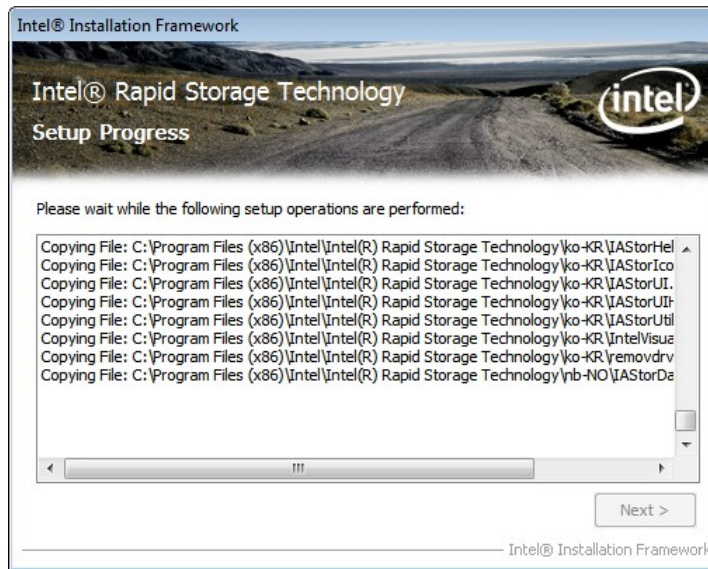 Intel® Installation Framework
Intel® Rapid Storage Technology
intel
Setup Progress
Please wait while the following setup operations are performed:
Copying File: C:\Program Files (x86)\Intel\Intel(R) Rapid Storage Technology\ko-KR\IAStorHel
Copying File: C:\Program Files (x86)\Intel\Intel(R) Rapid Storage Technology\ko-KR\IAStorIco
Copying File: C:\Program Files (x86)\Intel\Intel(R) Rapid Storage Technology\ko-KR\IAStorUI.
Copying File: C:\Program Files (x86)\Intel\Intel(R) Rapid Storage Technology\ko-KR\IAStorUIH
Copying File: C:\Program Files (x86)\Intel\Intel(R) Rapid Storage Technology\ko-KR\IAStorUtil
Copying File: C:\Program Files (x86)\Intel\Intel(R) Rapid Storage Technology\ko-KR\IntelVisua
Copying File: C:\Program Files (x86)\Intel\Intel(R) Rapid Storage Technology\ko-KR\removdrv
Copying File: C:\Program Files (x86)\Intel\Intel(R) Rapid Storage Technology\nb-NO\IAStorDa
Next >
Intel® Installation Framework